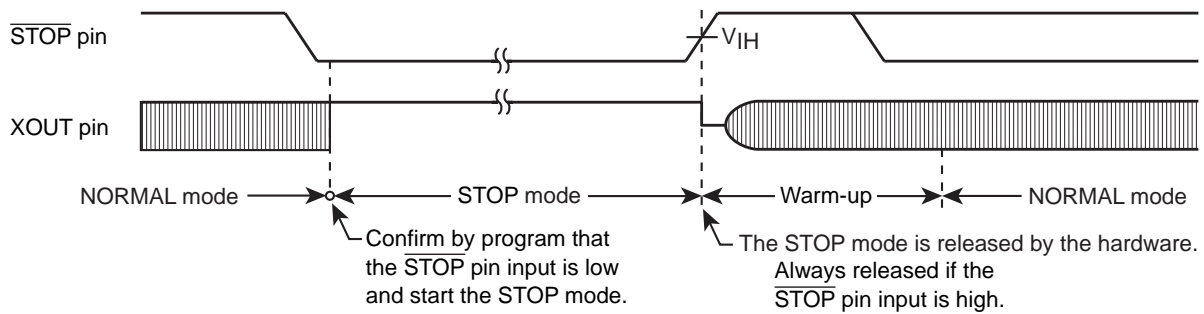 STOP pin
VIH
XOUT pin
NORMAL mode
STOP mode
Warm-up
NORMAL mode
Confirm by program that
the STOP pin input is low
and start the STOP mode.
The STOP mode is released by the hardware.
Always released if the
STOP pin input is high.